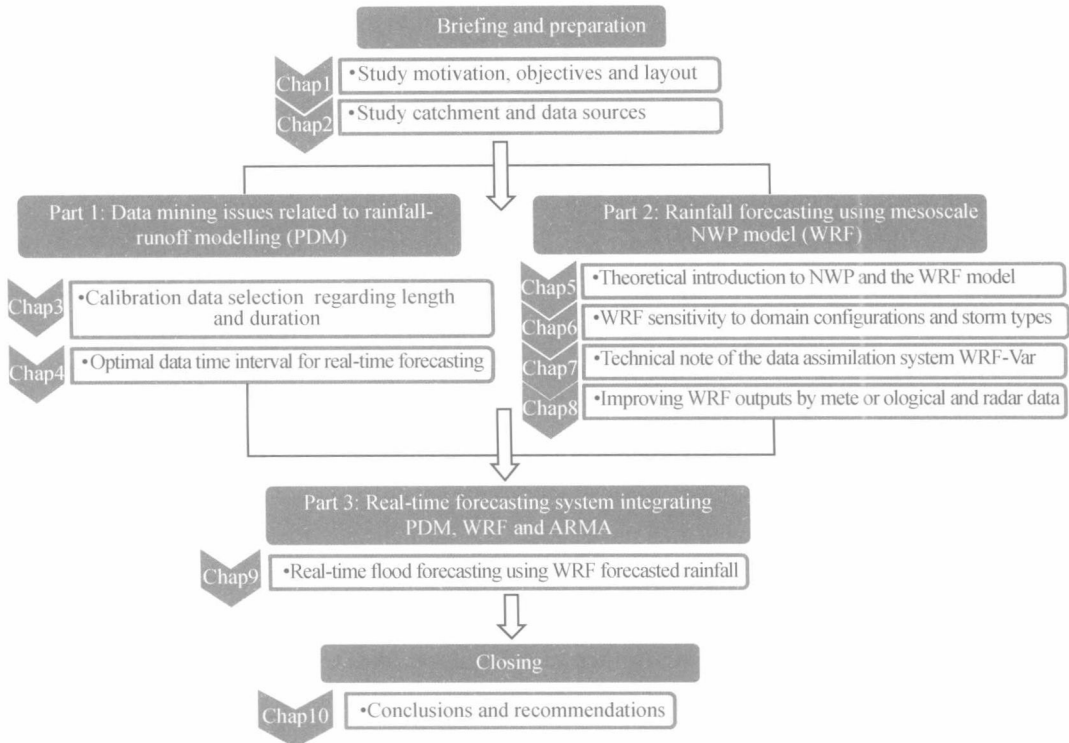 Briefing and preparation
Chap1
•Study motivation, objectives and layout
Chap2
•Study catchment and data sources
Part 1: Data mining issues related to rainfall-
runoff modelling (PDM)
Chap3
•Calibration data selection regarding length
and duration
Chap4
•Optimal data time interval for real-time forecasting
Part 2: Rainfall forecasting using mesoscale
NWP model (WRF)
Chap5
•Theoretical introduction to NWP and the WRF model
Chap6
•WRF sensitivity to domain configurations and storm types
Chap7
•Technical note of the data assimilation system WRF-Var
Chap8
•Improving WRF outputs by mete or ological and radar data
Part 3: Real-time forecasting system integrating
PDM, WRF and ARMA
Chap9
•Real-time flood forecasting using WRF forecasted rainfall
Closing
Chap10
•Conclusions and recommendations